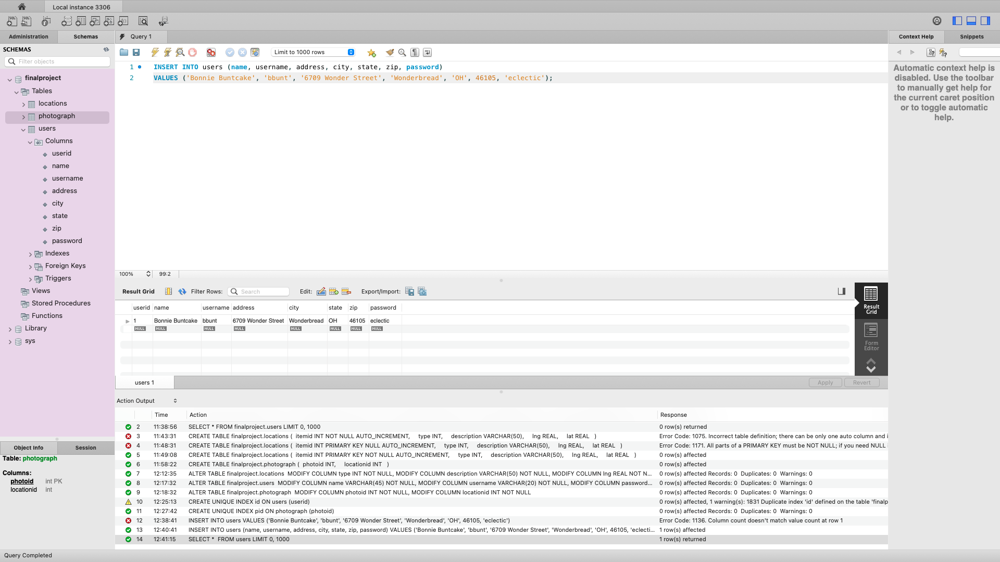 Local instance 3306
Administration
Schemas
Query 1
Context Help
Snippets
SCHEMAS
Filter objects
finalproject
Tables
locations
photograph
users
Columns
userid
name
username
address
city
state
zip
password
Indexes
Foreign Keys
Triggers
Views
Stored Procedures
Functions
Library
sys
Object Info
Session
Table: photograph
Columns:
photoid int PK
locationid int
Limit to 1000 rows
1 INSERT INTO users (name, username, address, city, state, zip, password)
2 VALUES ('Bonnie Buntcake', 'bbunt', '6709 Wonder Street', 'Wonderbread', 'OH', 46105, 'eclectic');
100% 99:2
Result Grid
Filter Rows:
Search
Edit:
Export/Import:
userid name username address city state zip password
1 Bonnie Buntcake bbunt 6709 Wonder Street Wonderbread OH 46105 eclectic
NULL NULL NULL NULL NULL NULL NULL NULL
Result
Grid
Form
Editor
users 1
Apply
Revert
Action Output
Time Action Response
2 11:38:56 SELECT * FROM finalproject.users LIMIT 0, 1000 0 row(s) returned
3 11:43:31 CREATE TABLE finalproject.locations ( itemid INT NOT NULL AUTO_INCREMENT, type INT, description VARCHAR(50), lng REAL, lat REAL ) Error Code: 1075. Incorrect table definition; there can be only one auto column and i
4 11:48:31 CREATE TABLE finalproject.locations ( itemid INT PRIMARY KEY NULL AUTO_INCREMENT, type INT, description VARCHAR(50), lng REAL, lat REAL ) Error Code: 1171. All parts of a PRIMARY KEY must be NOT NULL; if you need NULL i
5 11:49:08 CREATE TABLE finalproject.locations ( itemid INT PRIMARY KEY NOT NULL AUTO_INCREMENT, type INT, description VARCHAR(50), lng REAL, lat REAL ) 0 row(s) affected
6 11:58:22 CREATE TABLE finalproject.photograph ( photoid INT, locationid INT ) 0 row(s) affected
7 12:12:35 ALTER TABLE finalproject.locations MODIFY COLUMN type INT NOT NULL, MODIFY COLUMN description VARCHAR(50) NOT NULL, MODIFY COLUMN lng REAL NOT N... 0 row(s) affected Records: 0 Duplicates: 0 Warnings: 0
8 12:17:32 ALTER TABLE finalproject.users MODIFY COLUMN name VARCHAR(45) NOT NULL, MODIFY COLUMN username VARCHAR(20) NOT NULL, MODIFY COLUMN password... 0 row(s) affected Records: 0 Duplicates: 0 Warnings: 0
9 12:18:32 ALTER TABLE finalproject.photograph MODIFY COLUMN photoid INT NOT NULL, MODIFY COLUMN locationid INT NOT NULL 0 row(s) affected Records: 0 Duplicates: 0 Warnings: 0
10 12:25:13 CREATE UNIQUE INDEX id ON users (userid) 0 row(s) affected, 1 warning(s): 1831 Duplicate index 'id' defined on the table 'finalp
11 12:27:42 CREATE UNIQUE INDEX pid ON photograph (photoid) 0 row(s) affected Records: 0 Duplicates: 0 Warnings: 0
12 12:38:41 INSERT INTO users VALUES ('Bonnie Buntcake', 'bbunt', '6709 Wonder Street', 'Wonderbread', 'OH', 46105, 'eclectic') Error Code: 1136. Column count doesn't match value count at row 1
13 12:40:41 INSERT INTO users (name, username, address, city, state, zip, password) VALUES ('Bonnie Buntcake', 'bbunt', '6709 Wonder Street', 'Wonderbread', 'OH', 46105, 'eclecti... 1 row(s) affected
14 12:41:15 SELECT * FROM users LIMIT 0, 1000 1 row(s) returned
Automatic context help is
disabled. Use the toolbar
to manually get help for
the current caret position
or to toggle automatic
help.
Query Completed